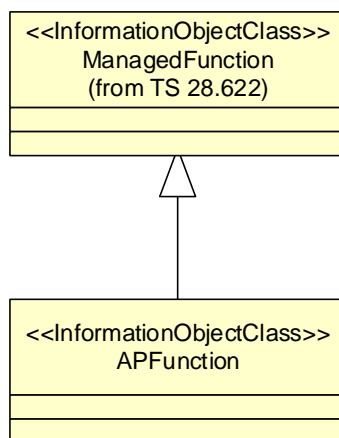 <<InformationObjectClass>>
ManagedFunction
(from TS 28.622)
<<InformationObjectClass>>
APFunction